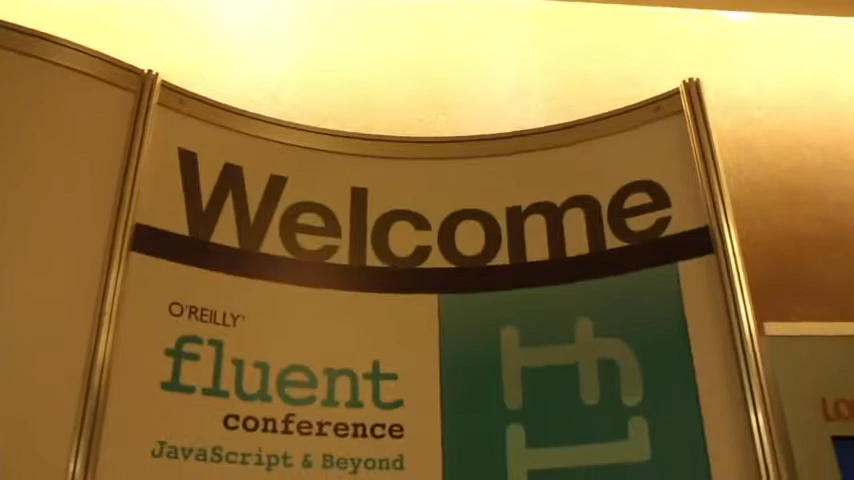 Welcome
O'REILLY'
fluent
conference
JavaScript & Beyond